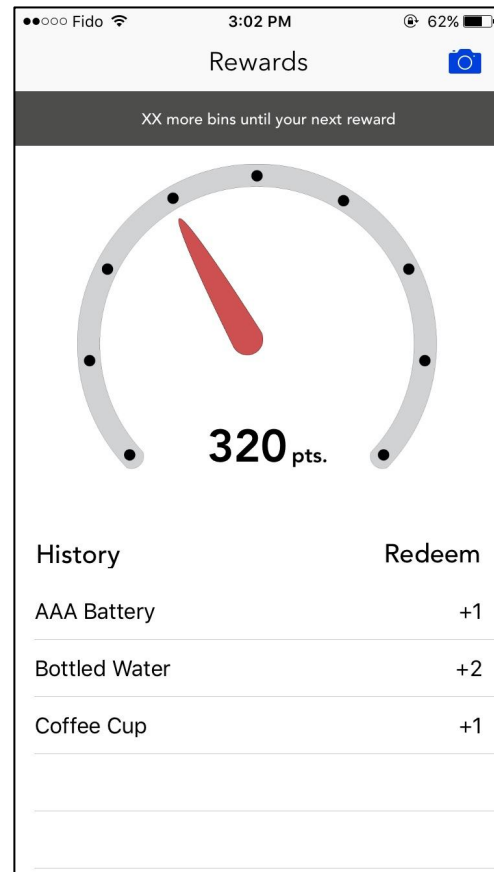 Fido 3:02 PM 62%
Rewards
XX more bins until your next reward
320 pts.
History Redeem
AAA Battery +1
Bottled Water +2
Coffee Cup +1